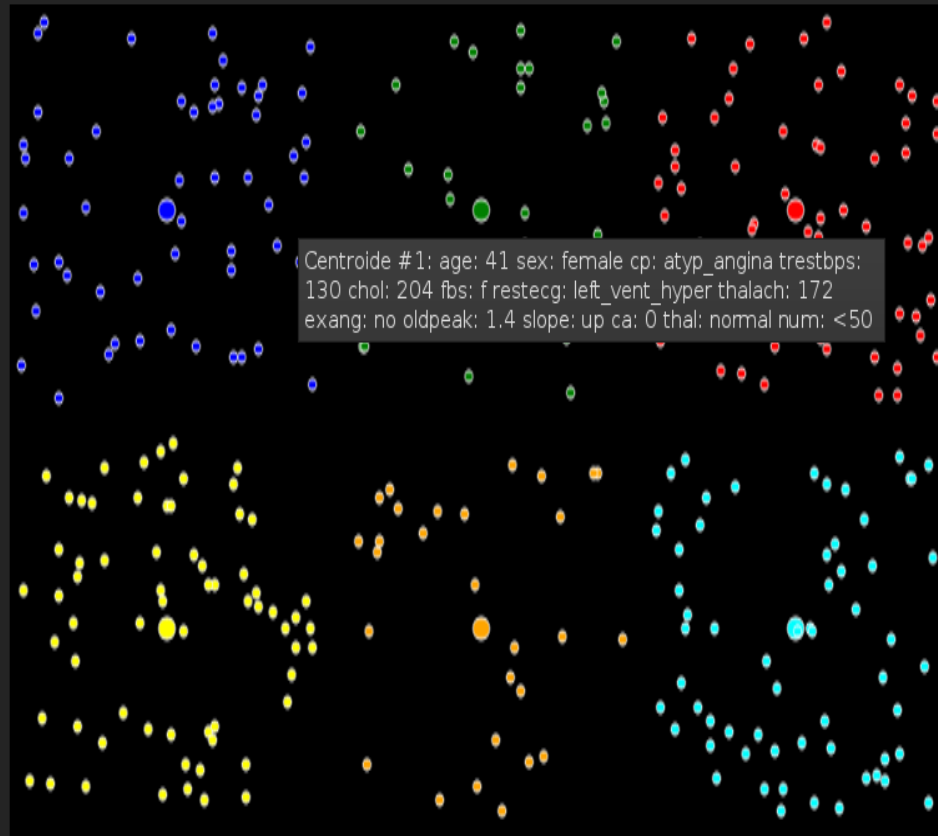 Centroide #1: age: 41 sex: female cp: atyp_angina trestbps:
130 chol: 204 fbs: f restecg: left_vent_hyper thalach: 172
exang: no oldpeak: 1.4 slope: up ca: 0 thal: normal num: <50